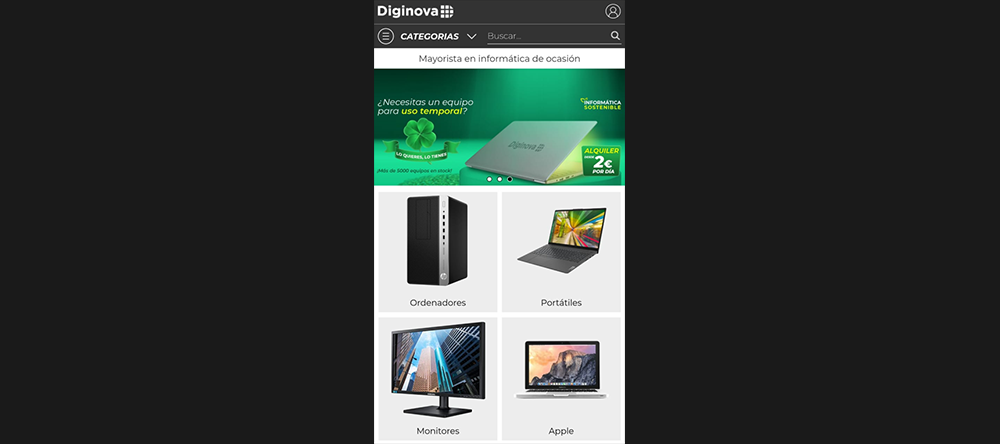 Diginova
CATEGORIAS
Buscar...
Mayorista en informática de ocasión
¿Necesitas un equipo
para uso temporal?
INFORMÁTICA
SOSTENIBLE
LO QUIERES, LO TIENES
¡Más de 5000 equipos en stock!
Diginova
ALQUILER
DESDE
2€
POR DÍA
Ordenadores
Portátiles
Monitores
Apple